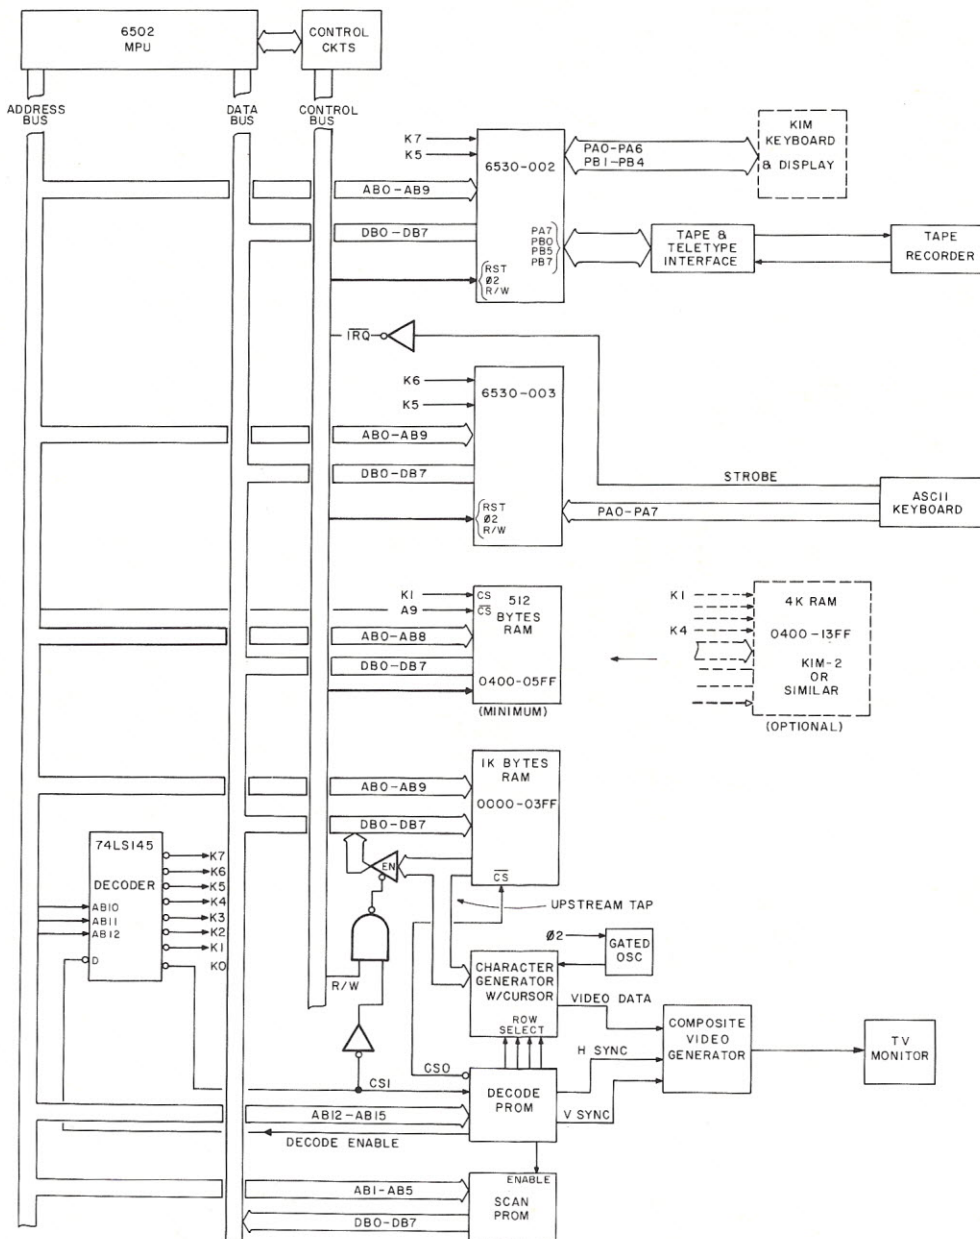 6502
MPU
CONTROL
CKTS
ADDRESS
BUS
DATA
BUS
CONTROL
BUS
K7
K5
6530-002
PA0-PA6
PB1-PB4
KIM
KEYBOARD
& DISPLAY
AB0-AB9
DB0-DB7
PA7
PB0
PB5
PB7
TAPE &
TELETYPE
INTERFACE
TAPE
RECORDER
RST
Ø2
R/W
IRQ
K6
K5
6530-003
AB0-AB9
DB0-DB7
STROBE
ASCII
KEYBOARD
RST
Ø2
R/W
PA0-PA7
K1
CS
A9
CS
512
BYTES
RAM
AB0-AB8
DB0-DB7
0400-05FF
(MINIMUM)
K1
K4
4K RAM
0400-13FF
KIM-2
OR
SIMILAR
(OPTIONAL)
1K BYTES
RAM
AB0-AB9
0000-03FF
DB0-DB7
EN
CS
74LS145
DECODER
K7
K6
K5
K4
K3
K2
K1
K0
AB10
AB11
AB12
D
UPSTREAM TAP
Ø2
GATED
OSC
R/W
CHARACTER
GENERATOR
W/CURSOR
ROW
SELECT
VIDEO DATA
COMPOSITE
VIDEO
GENERATOR
TV
MONITOR
H SYNC
V SYNC
CS0
CS1
DECODE
PROM
AB12-AB15
DECODE ENABLE
ENABLE
SCAN
PROM
AB1-AB5
DB0-DB7